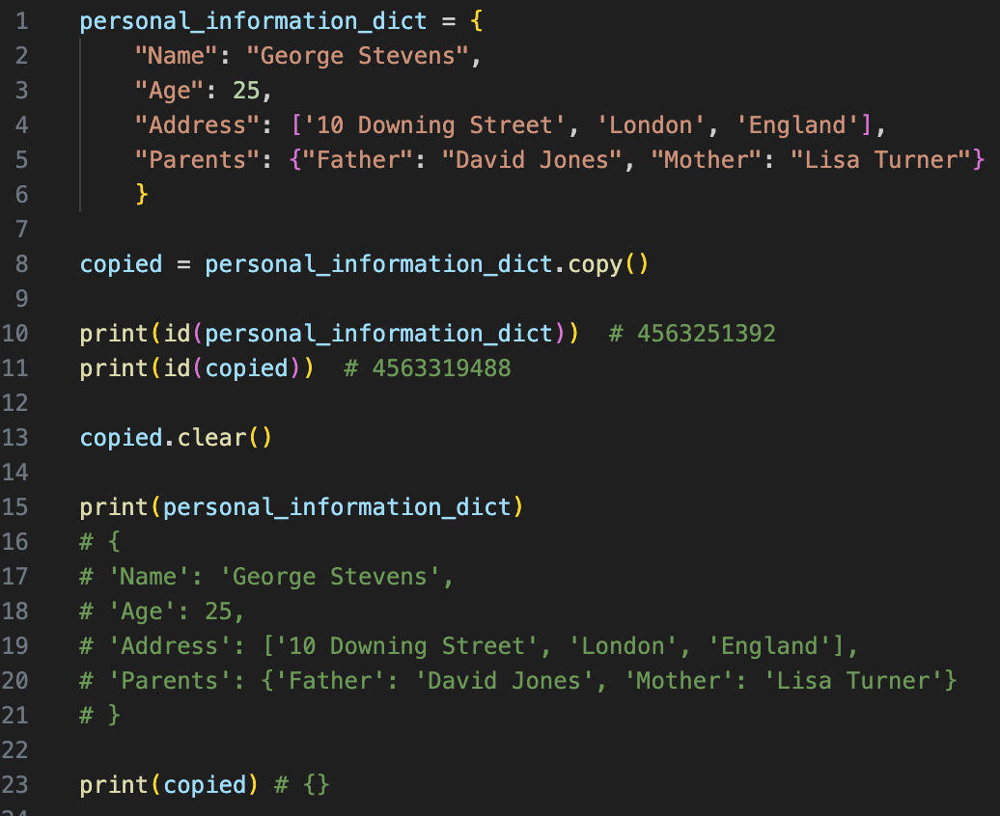 1 personal_information_dict = {
2     "Name": "George Stevens",
3     "Age": 25,
4     "Address": ['10 Downing Street', 'London', 'England'],
5     "Parents": {"Father": "David Jones", "Mother": "Lisa Turner"}
6     }
7
8 copied = personal_information_dict.copy()
9
10 print(id(personal_information_dict))  # 4563251392
11 print(id(copied))  # 4563319488
12
13 copied.clear()
14
15 print(personal_information_dict)
16 # {
17 # 'Name': 'George Stevens',
18 # 'Age': 25,
19 # 'Address': ['10 Downing Street', 'London', 'England'],
20 # 'Parents': {'Father': 'David Jones', 'Mother': 'Lisa Turner'}
21 # }
22
23 print(copied) # {}